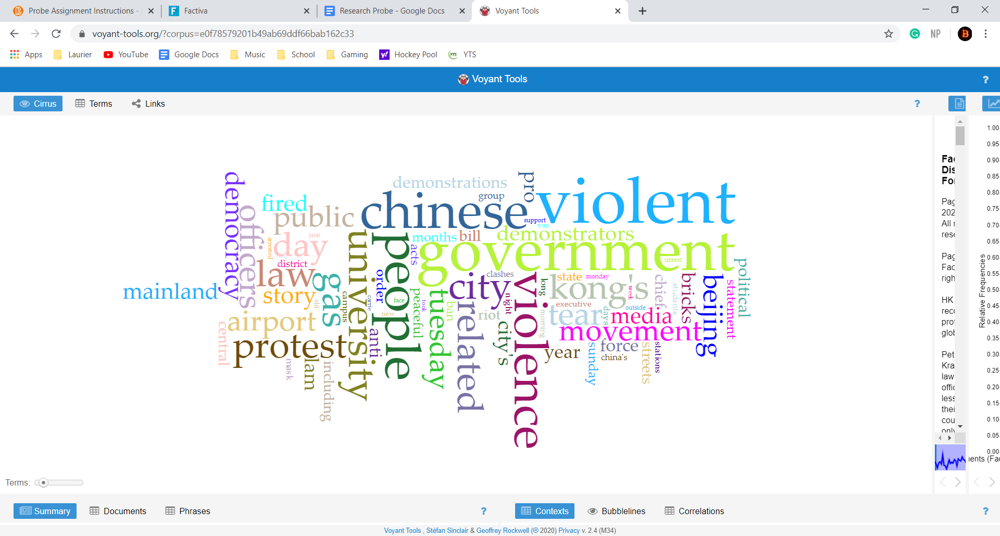 Probe Assignment Instructions -
Factiva
Research Probe - Google Docs
Voyant Tools
voyant-tools.org/?corpus=e0f78579201b49ab69ddf66bab162c33
NP
B
Apps
Laurier
YouTube
Google Docs
Music
School
Gaming
Hockey Pool
YTS
Voyant Tools
?
Cirrus
Terms
Links
?
democracy
officers
fired
public
demonstrations
group
pro
violent
chinese
support
wan
demonstrators
months
bill
day
use
arrested
university
people
acts
government
unrest
district
law
gas
order
city
clashes
violence
long
state
monday
kong's
week
chief
students
bricks
beijing
statement
political
mainland
story
old
campus
carrie
face
peaceful
took
tuesday
ban
related
riot
night
executive
days
outside
tear
media
morning
airport
central
new
anti
city's
movement
protest
year
force
china's
sunday
streets
stations
mask
lam
including
Fac
Dis
For
Pag
202
All r
rese
Pag
Fac
righ
HK
reco
prof
glob
Pet
Kra
law
offic
less
thei
cou
only
Relative Frequencies
1.00
0.95
0.90
0.85
0.80
0.75
0.70
0.65
0.60
0.55
0.50
0.45
0.40
0.35
0.30
0.25
0.20
0.15
0.10
0.05
0.00
ents (Fac
Terms:
Summary
Documents
Phrases
?
Contexts
Bubblelines
Correlations
?
Voyant Tools , Stéfan Sinclair & Geoffrey Rockwell (2020) Privacy v. 2.4 (M34)